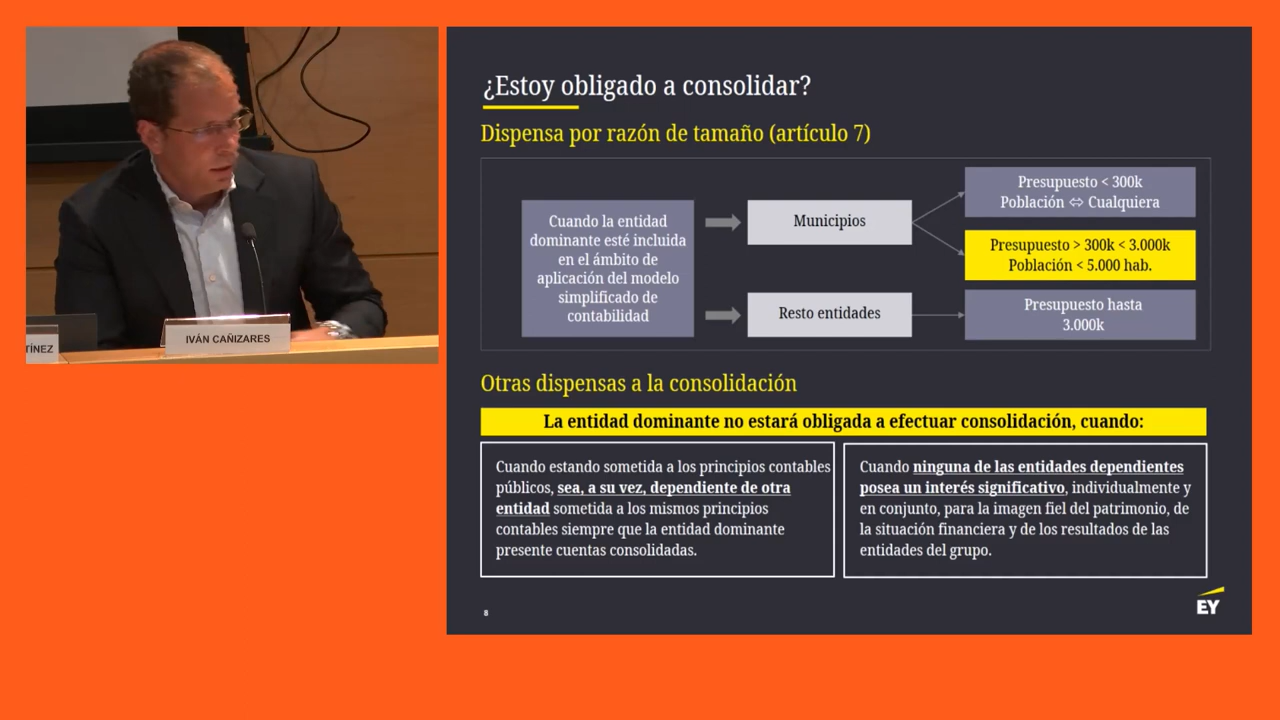 TÍNEZ
IVÁN CAÑIZARES
¿Estoy obligado a consolidar?
Dispensa por razón de tamaño (artículo 7)
Cuando la entidad
dominante esté incluida
en el ámbito de
aplicación del modelo
simplificado de
contabilidad
Municipios
Presupuesto < 300k
Población ⇔ Cualquiera
Presupuesto > 300k < 3.000k
Población < 5.000 hab.
Resto entidades
Presupuesto hasta
3.000k
Otras dispensas a la consolidación
La entidad dominante no estará obligada a efectuar consolidación, cuando:
Cuando estando sometida a los principios contables
públicos, sea, a su vez, dependiente de otra
entidad sometida a los mismos principios
contables siempre que la entidad dominante
presente cuentas consolidadas.
Cuando ninguna de las entidades dependientes
posea un interés significativo, individualmente y
en conjunto, para la imagen fiel del patrimonio, de
la situación financiera y de los resultados de las
entidades del grupo.
8
EY